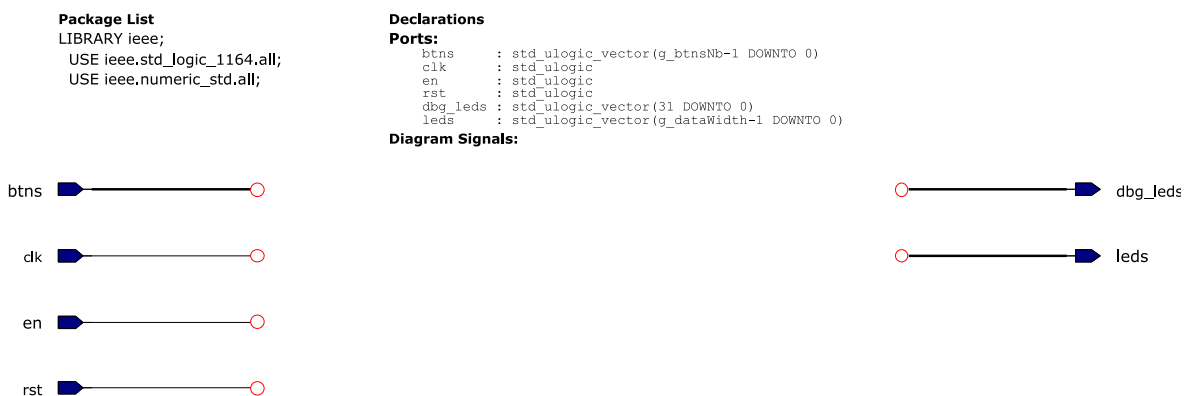 Package List
LIBRARY ieee;
USE ieee.std_logic_1164.all;
USE ieee.numeric_std.all;
Declarations
Ports:
btns : std_ulogic_vector(g_btnsNb-1 DOWNTO 0)
clk : std_ulogic
en : std_ulogic
rst : std_ulogic
dbg_leds : std_ulogic_vector(31 DOWNTO 0)
leds : std_ulogic_vector(g_dataWidth-1 DOWNTO 0)
Diagram Signals:
btns
dbg_leds
clk
leds
en
rst